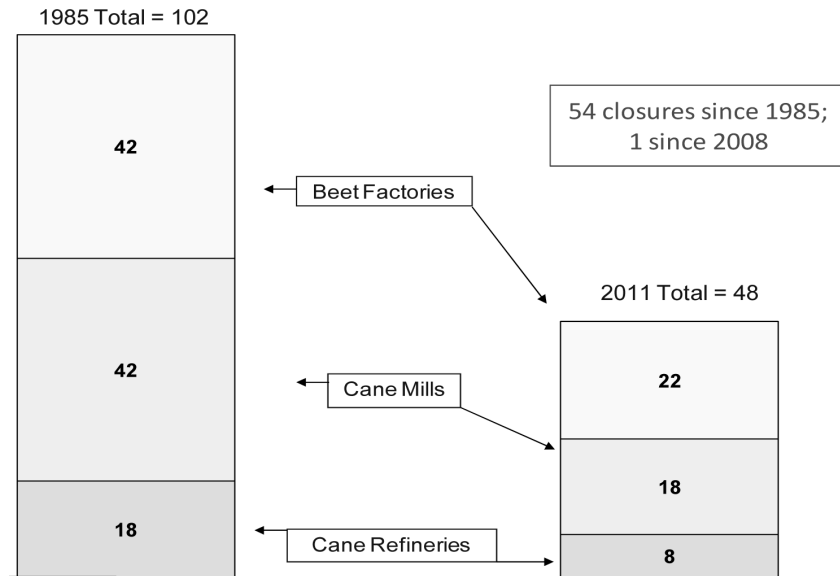 1985 Total = 102
42
54 closures since 1985;
1 since 2008
Beet Factories
2011 Total = 48
42
Cane Mills
22
18
18
Cane Refineries
8